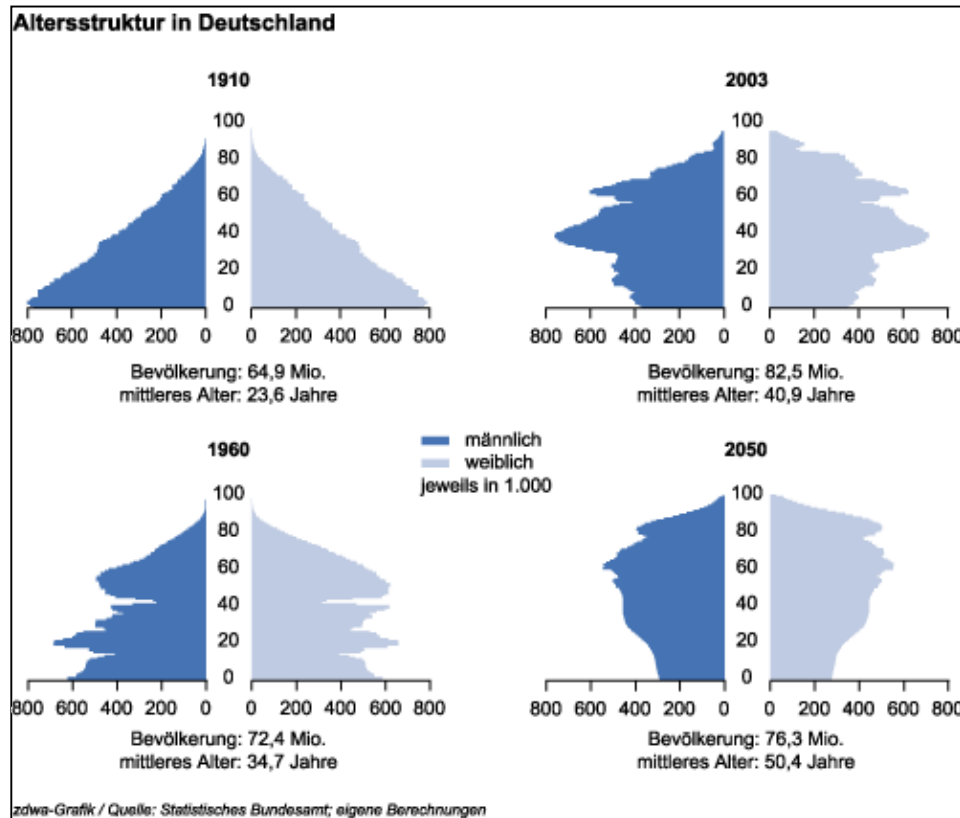 Altersstruktur in Deutschland
1910
100
80
60
40
20
0
800 600 400 200 0 0 200 400 600 800
Bevölkerung: 64,9 Mio.
mittleres Alter: 23,6 Jahre
2003
100
80
60
40
20
0
800 600 400 200 0 0 200 400 600 800
Bevölkerung: 82,5 Mio.
mittleres Alter: 40,9 Jahre
männlich
weiblich
jeweils in 1.000
1960
100
80
60
40
20
0
800 600 400 200 0 0 200 400 600 800
Bevölkerung: 72,4 Mio.
mittleres Alter: 34,7 Jahre
2050
100
80
60
40
20
0
800 600 400 200 0 0 200 400 600 800
Bevölkerung: 76,3 Mio.
mittleres Alter: 50,4 Jahre
zdwa-Grafik / Quelle: Statistisches Bundesamt; eigene Berechnungen